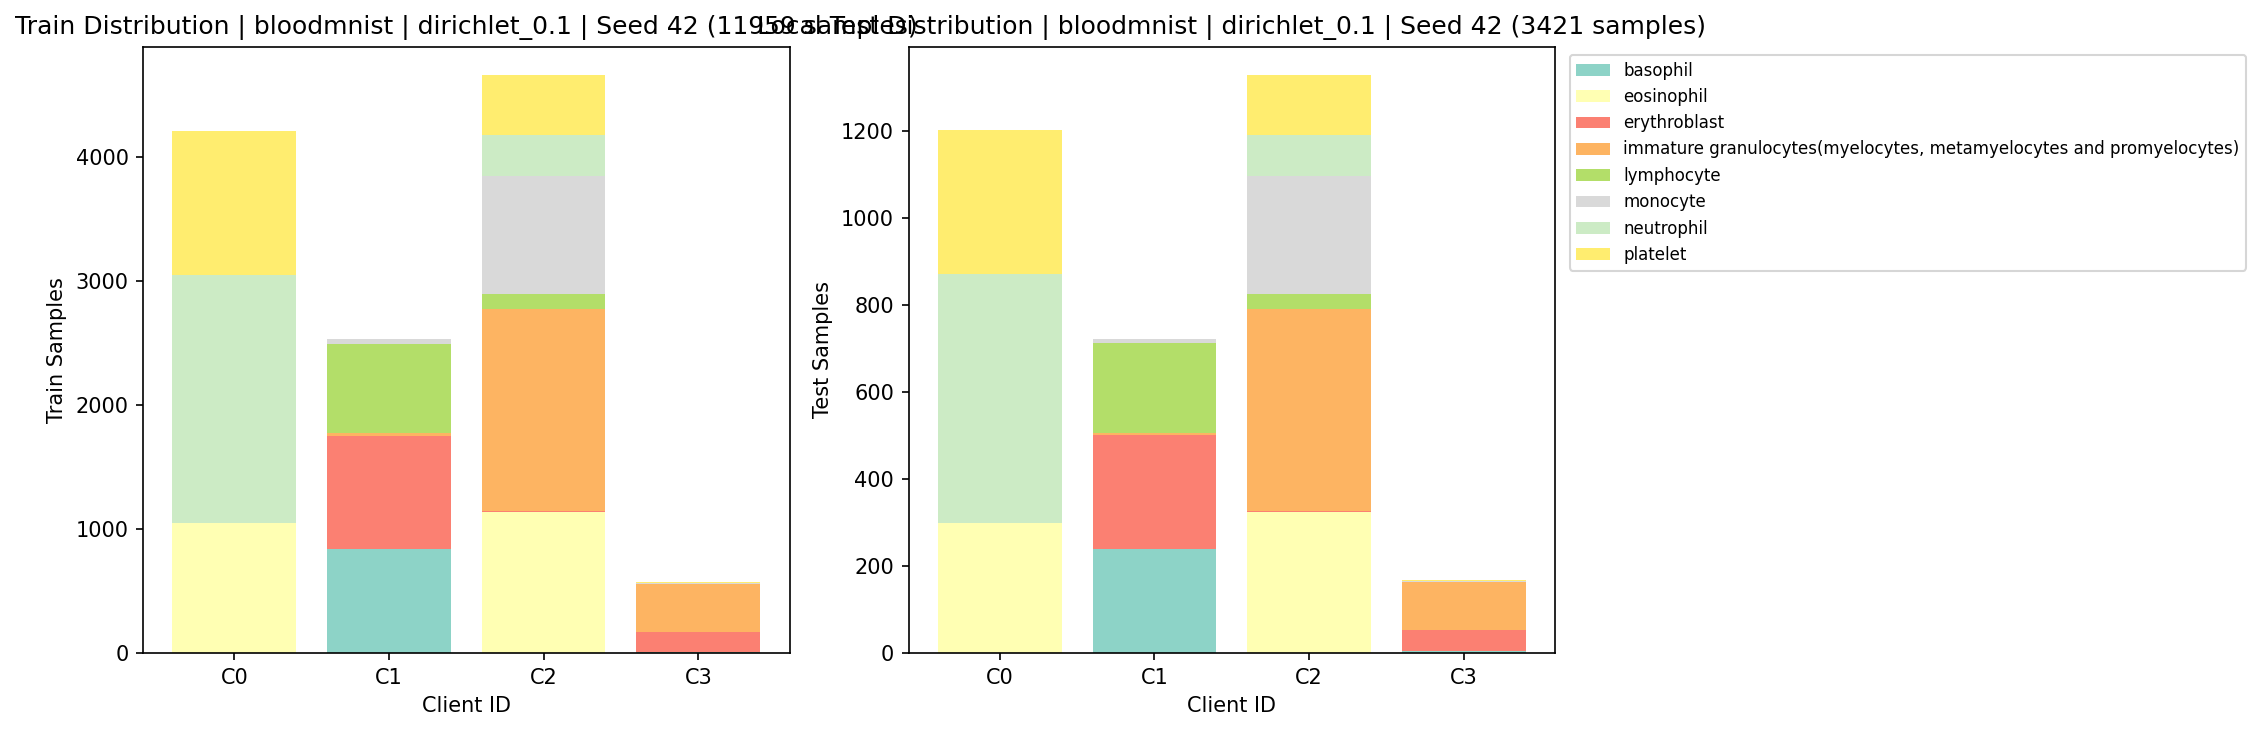 Train Distribution | bloodmnist | dirichlet_0.1 | Seed 42 (11959 samples)
Local Test Distribution | bloodmnist | dirichlet_0.1 | Seed 42 (3421 samples)
Train Samples
4000
3000
2000
1000
0
C0 C1 C2 C3
Client ID
Test Samples
1200
1000
800
600
400
200
0
C0 C1 C2 C3
Client ID
basophil
eosinophil
erythroblast
immature granulocytes(myelocytes, metamyelocytes and promyelocytes)
lymphocyte
monocyte
neutrophil
platelet